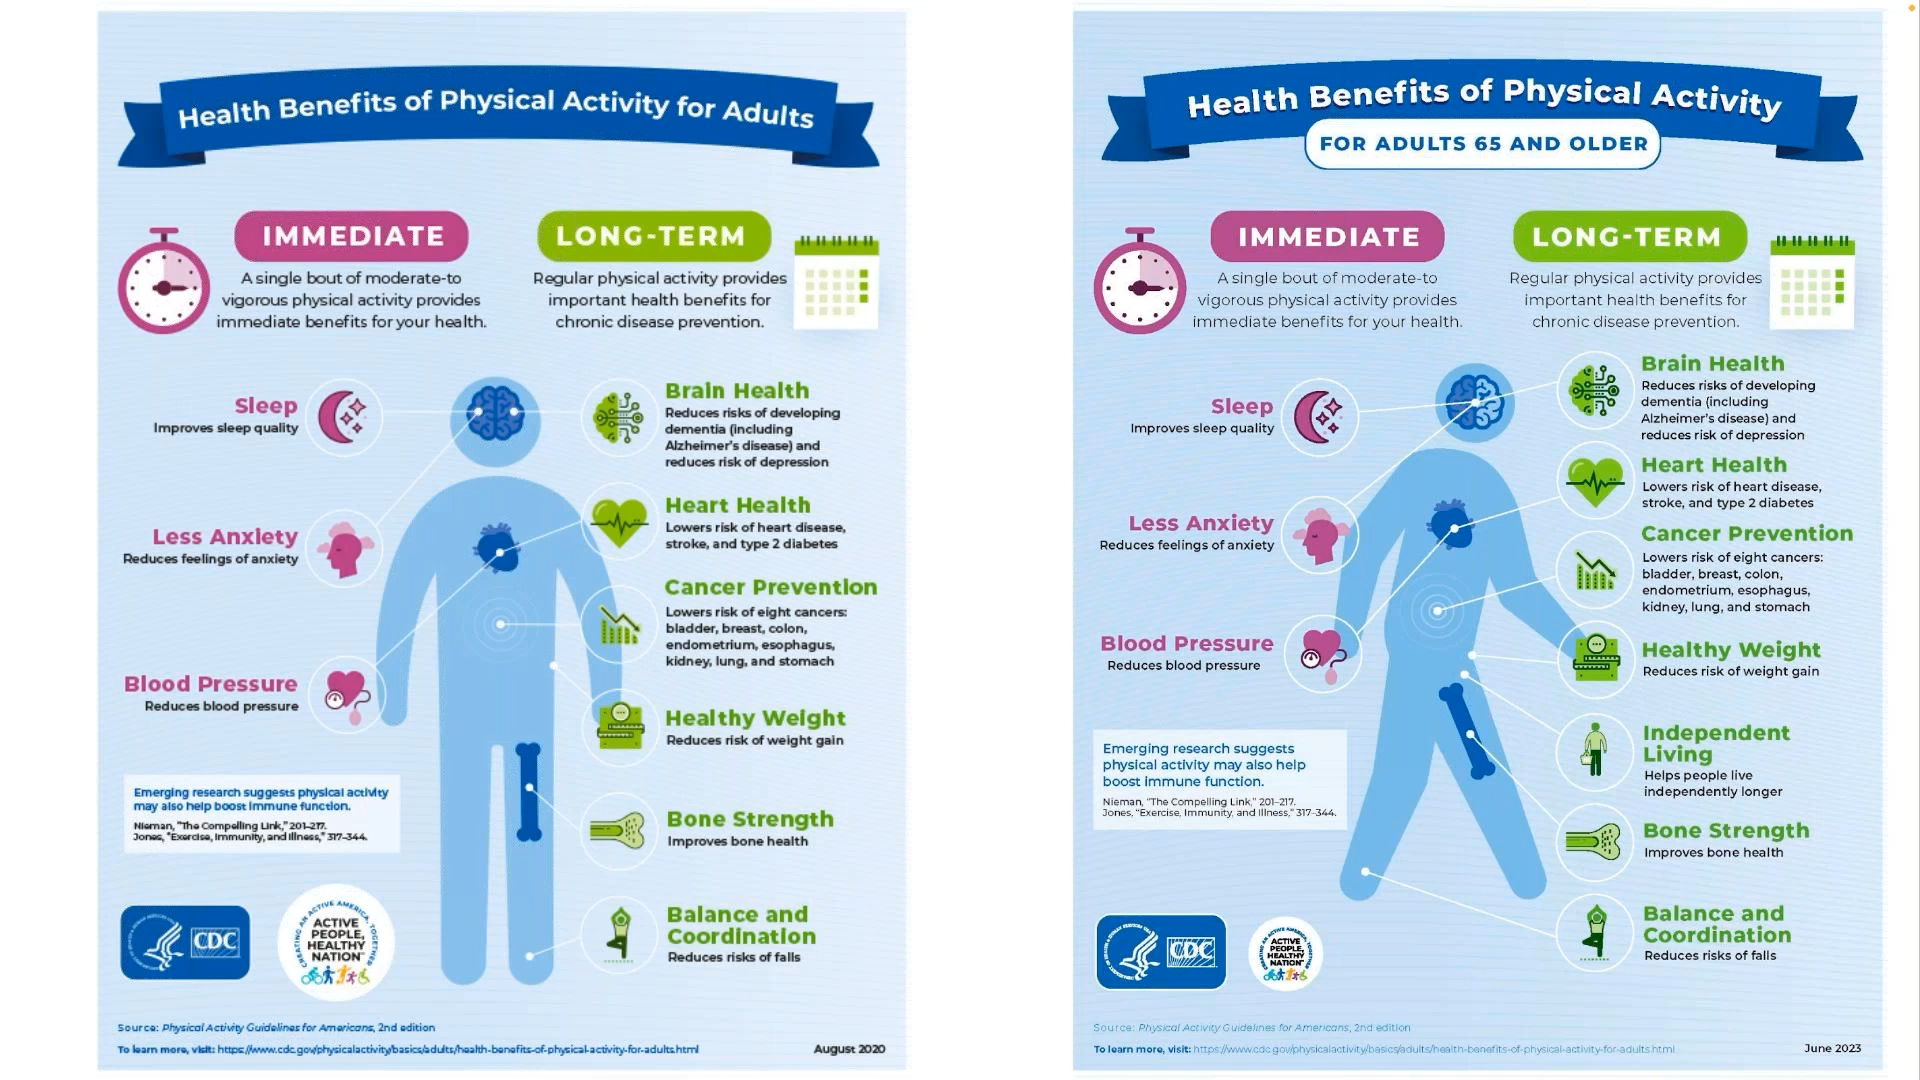 Health Benefits of Physical Activity for Adults
IMMEDIATE
A single bout of moderate-to
vigorous physical activity provides
immediate benefits for your health.
LONG-TERM
Regular physical activity provides
important health benefits for
chronic disease prevention.
Sleep
Improves sleep quality
Less Anxiety
Reduces feelings of anxiety
Blood Pressure
Reduces blood pressure
Brain Health
Reduces risks of developing
dementia (including
Alzheimer's disease) and
reduces risk of depression
Heart Health
Lowers risk of heart disease,
stroke, and type 2 diabetes
Cancer Prevention
Lowers risk of eight cancers:
bladder, breast, colon,
endometrium, esophagus,
kidney, lung, and stomach
Healthy Weight
Reduces risk of weight gain
Bone Strength
Improves bone health
Balance and
Coordination
Reduces risks of falls
Emerging research suggests physical activity
may also help boost immune function.
Nieman, "The Compelling Link," 201–217.
Jones, "Exercise, Immunity, and Illness," 317–344.
CDC
CREATING AN ACTIVE AMERICA, TOGETHER
ACTIVE
PEOPLE,
HEALTHY
NATION℠
Source: Physical Activity Guidelines for Americans, 2nd edition
To learn more, visit: https://www.cdc.gov/physicalactivity/basics/adults/health-benefits-of-physical-activity-for-adults.html
August 2020
Health Benefits of Physical Activity
FOR ADULTS 65 AND OLDER
IMMEDIATE
A single bout of moderate-to
vigorous physical activity provides
immediate benefits for your health.
LONG-TERM
Regular physical activity provides
important health benefits for
chronic disease prevention.
Sleep
Improves sleep quality
Less Anxiety
Reduces feelings of anxiety
Blood Pressure
Reduces blood pressure
Brain Health
Reduces risks of developing
dementia (including
Alzheimer's disease) and
reduces risk of depression
Heart Health
Lowers risk of heart disease,
stroke, and type 2 diabetes
Cancer Prevention
Lowers risk of eight cancers:
bladder, breast, colon,
endometrium, esophagus,
kidney, lung, and stomach
Healthy Weight
Reduces risk of weight gain
Independent
Living
Helps people live
independently longer
Bone Strength
Improves bone health
Balance and
Coordination
Reduces risks of falls
Emerging research suggests
physical activity may also help
boost immune function.
Nieman, "The Compelling Link," 201–217.
Jones, "Exercise, Immunity, and Illness," 317–344.
CDC
CREATING AN ACTIVE AMERICA, TOGETHER
ACTIVE
PEOPLE,
HEALTHY
NATION℠
Source: Physical Activity Guidelines for Americans, 2nd edition
To learn more, visit: https://www.cdc.gov/physicalactivity/basics/adults/health-benefits-of-physical-activity-for-adults.html
June 2023